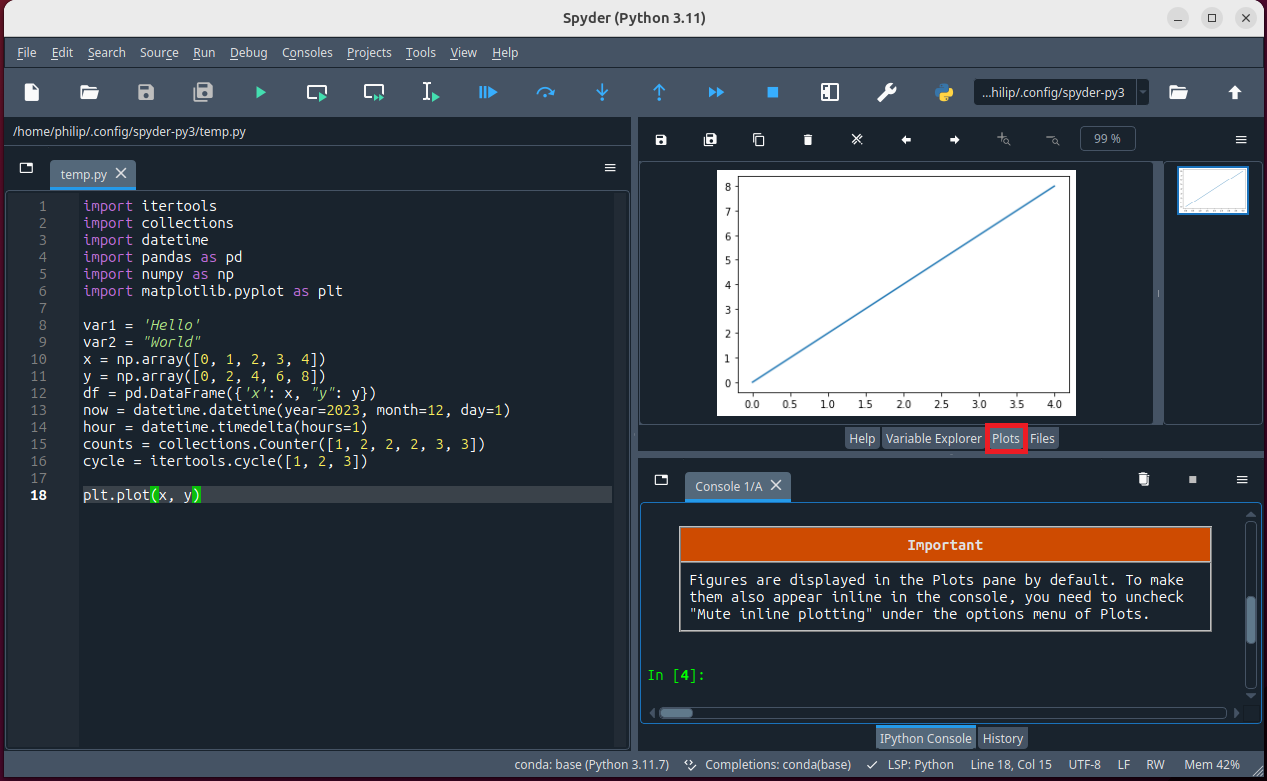 Spyder (Python 3.11)
File Edit Search Source Run Debug Consoles Projects Tools View Help
...hilip/.config/spyder-py3
/home/philip/.config/spyder-py3/temp.py
temp.py
1 import itertools
2 import collections
3 import datetime
4 import pandas as pd
5 import numpy as np
6 import matplotlib.pyplot as plt
7
8 var1 = 'Hello'
9 var2 = "World"
10 x = np.array([0, 1, 2, 3, 4])
11 y = np.array([0, 2, 4, 6, 8])
12 df = pd.DataFrame({'x': x, "y": y})
13 now = datetime.datetime(year=2023, month=12, day=1)
14 hour = datetime.timedelta(hours=1)
15 counts = collections.Counter([1, 2, 2, 2, 3, 3])
16 cycle = itertools.cycle([1, 2, 3])
17
18 plt.plot(x, y)
99 %
8
7
6
5
4
3
2
1
0
0.0 0.5 1.0 1.5 2.0 2.5 3.0 3.5 4.0
Help Variable Explorer Plots Files
Console 1/A
Important
Figures are displayed in the Plots pane by default. To make
them also appear inline in the console, you need to uncheck
"Mute inline plotting" under the options menu of Plots.
In [4]:
IPython Console History
conda: base (Python 3.11.7) Completions: conda(base) LSP: Python Line 18, Col 15 UTF-8 LF RW Mem 42%